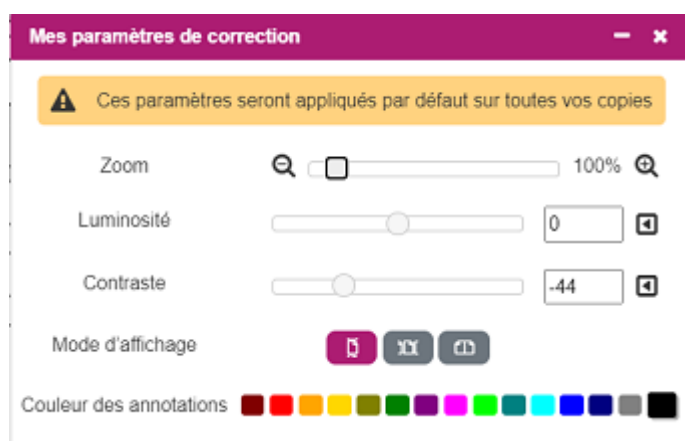 Mes paramètres de correction
Ces paramètres seront appliqués par défaut sur toutes vos copies
Zoom 100%
Luminosité 0
Contraste -44
Mode d'affichage
Couleur des annotations